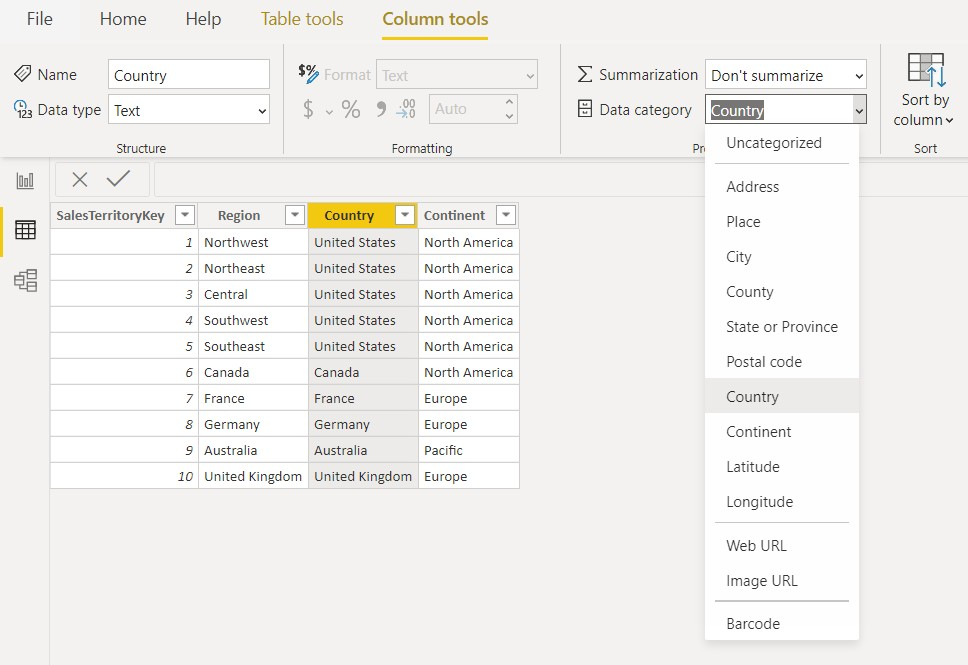 File Home Help Table tools Column tools
Name Country
Data type Text
Structure
$% Format Text
$ % 9 .00 Auto
Formatting
Σ Summarization Don't summarize
Data category Country
Pr
Sort by
column
Sort
Uncategorized
Address
Place
City
County
State or Province
Postal code
Country
Continent
Latitude
Longitude
Web URL
Image URL
Barcode
SalesTerritoryKey Region Country Continent
1 Northwest United States North America
2 Northeast United States North America
3 Central United States North America
4 Southwest United States North America
5 Southeast United States North America
6 Canada Canada North America
7 France France Europe
8 Germany Germany Europe
9 Australia Australia Pacific
10 United Kingdom United Kingdom Europe